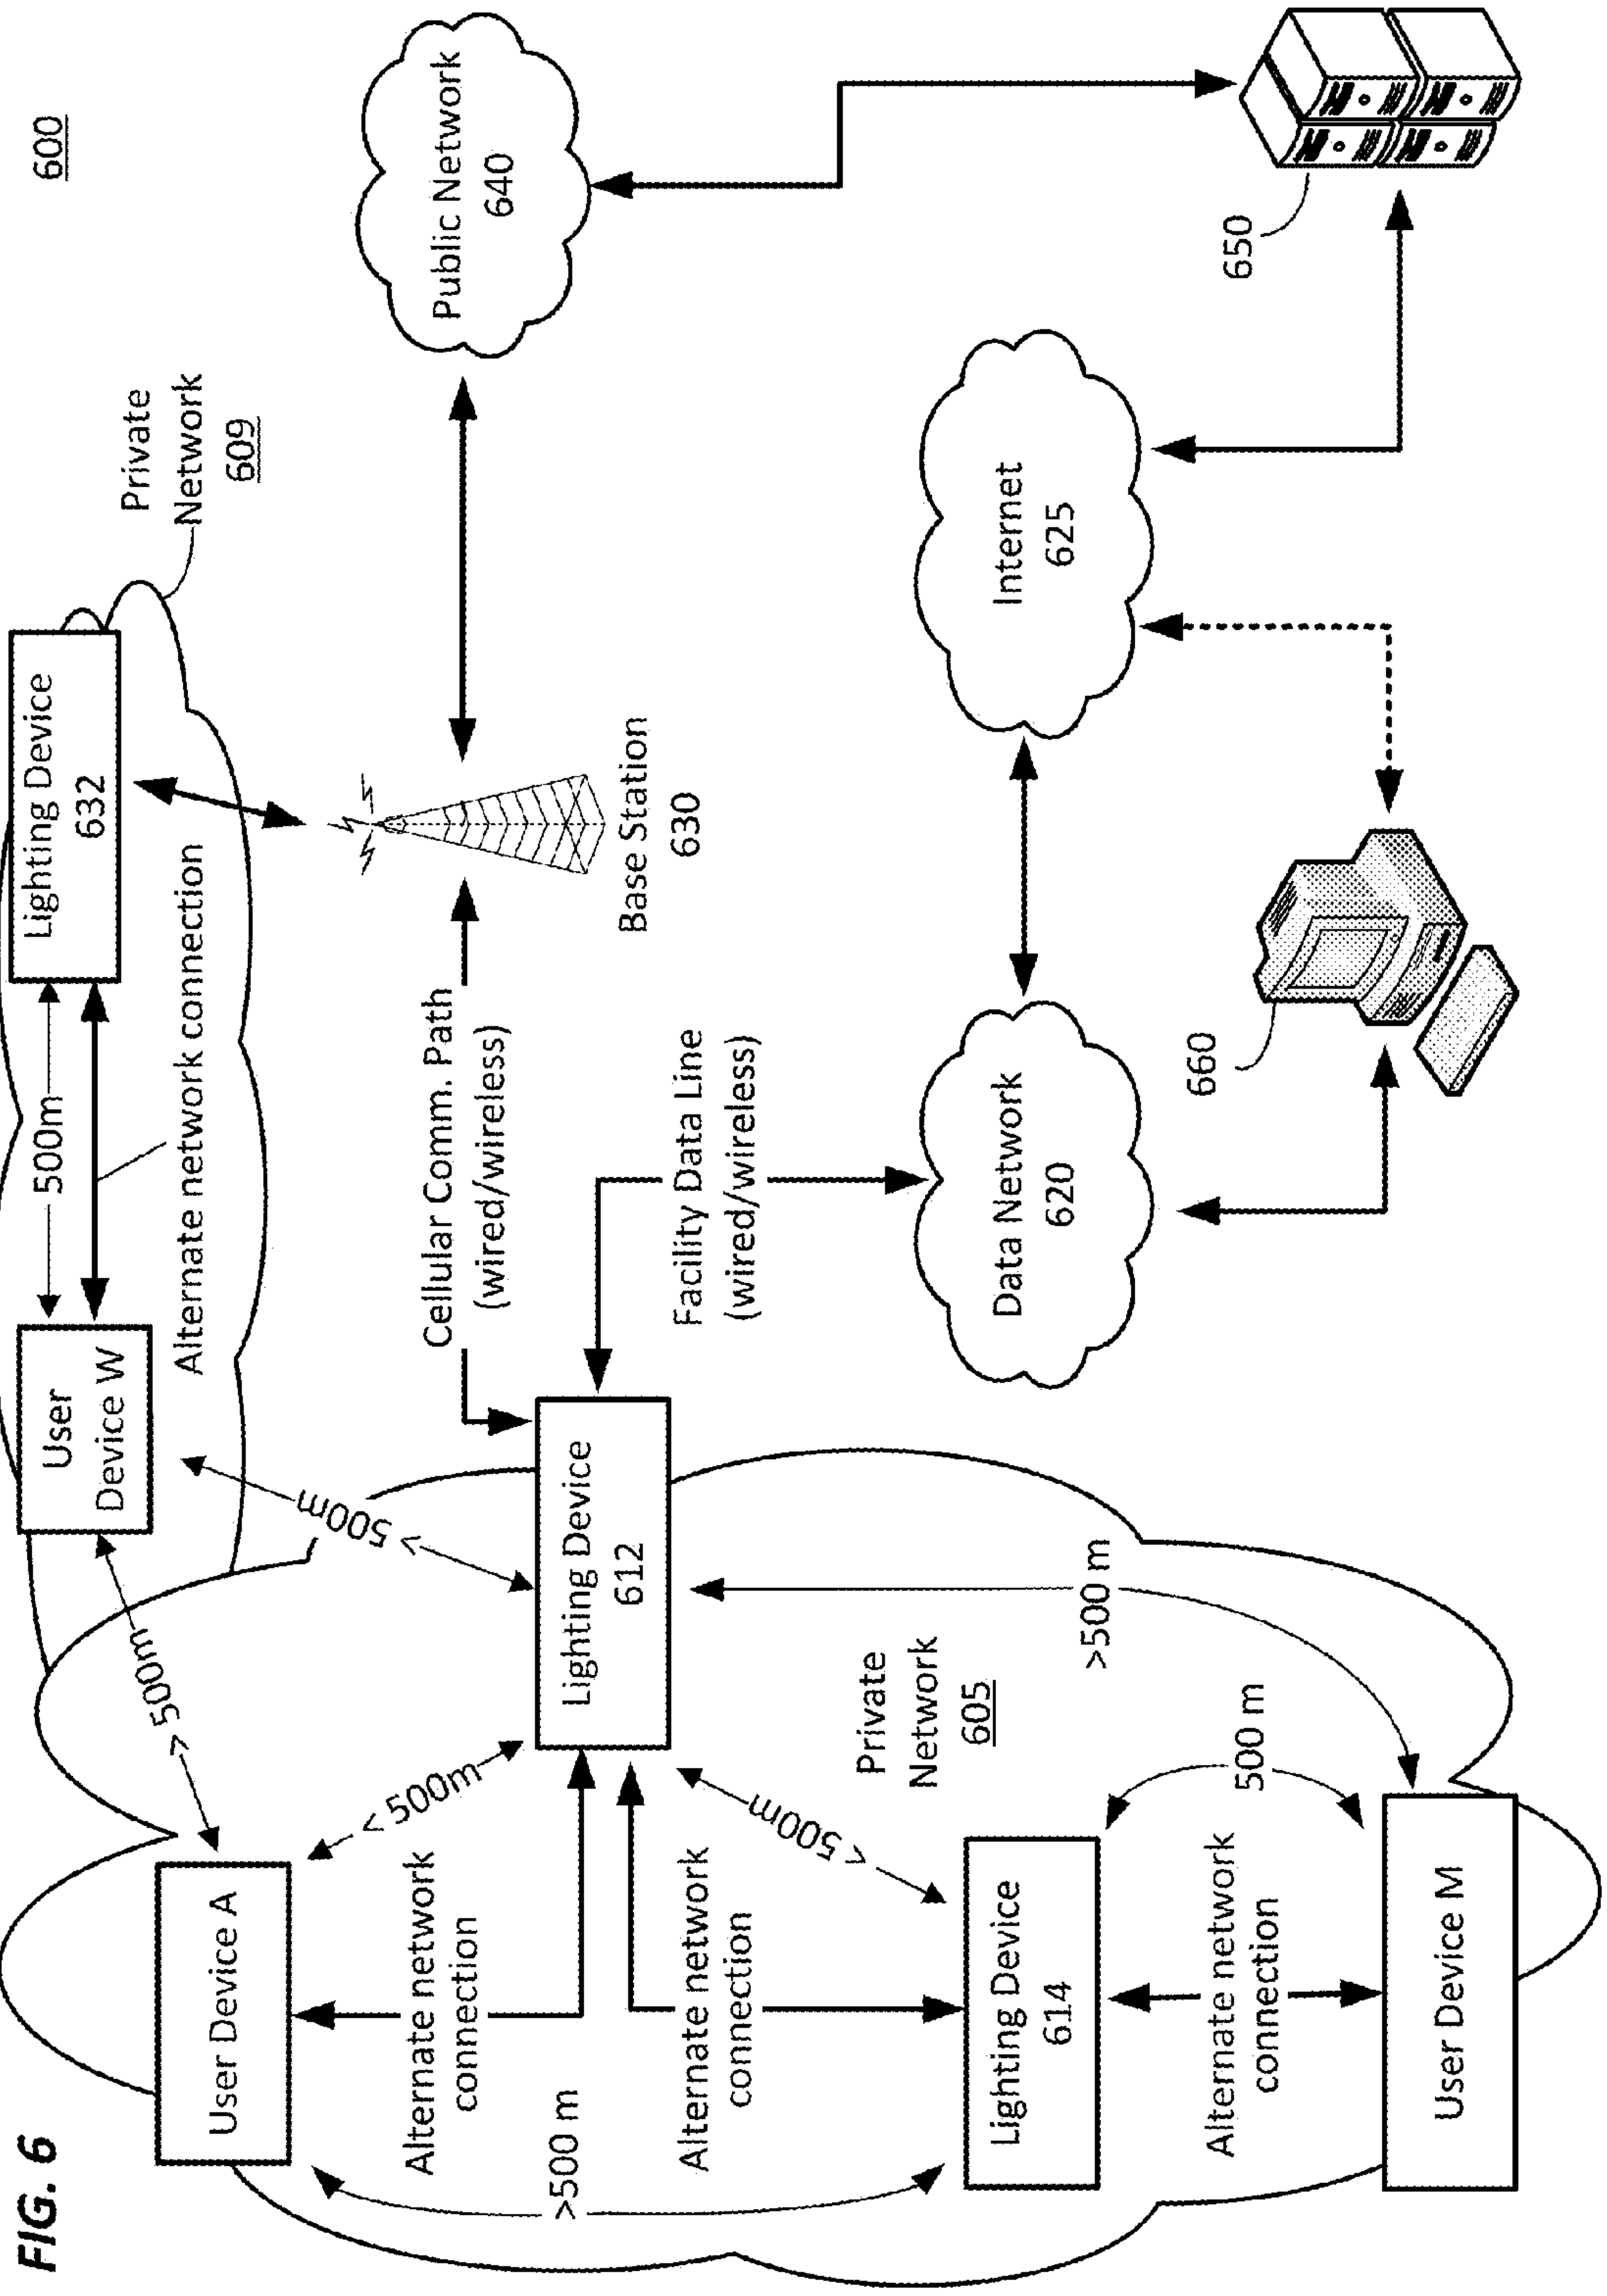 FIG. 6
600
User Device A
> 500m
User
Device W
500m
Lighting Device
632
Private
Network
609
Alternate network connection
> 500m
< 500m
Alternate network
connection
Cellular Comm. Path
(wired/wireless)
Base Station
630
Public Network
640
>500 m
Lighting Device
612
Alternate network
connection
< 500m
Facility Data Line
(wired/wireless)
Private
Network
605
Lighting Device
614
Data Network
620
Internet
625
>500 m
500 m
Alternate network
connection
660
650
User Device M